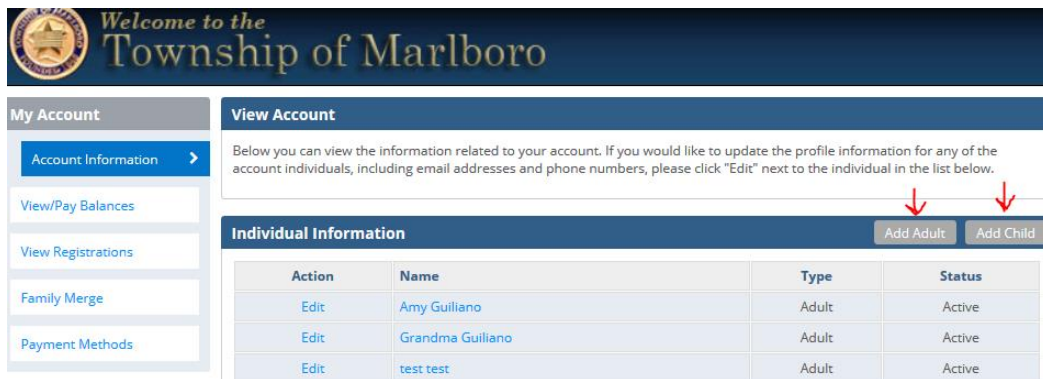 Welcome to the
Township of Marlboro
My Account
Account Information
View/Pay Balances
View Registrations
Family Merge
Payment Methods
View Account
Below you can view the information related to your account. If you would like to update the profile information for any of the
account individuals, including email addresses and phone numbers, please click "Edit" next to the individual in the list below.
Individual Information Add Adult Add Child
Action Name Type Status
Edit Amy Guiliano Adult Active
Edit Grandma Guiliano Adult Active
Edit test test Adult Active